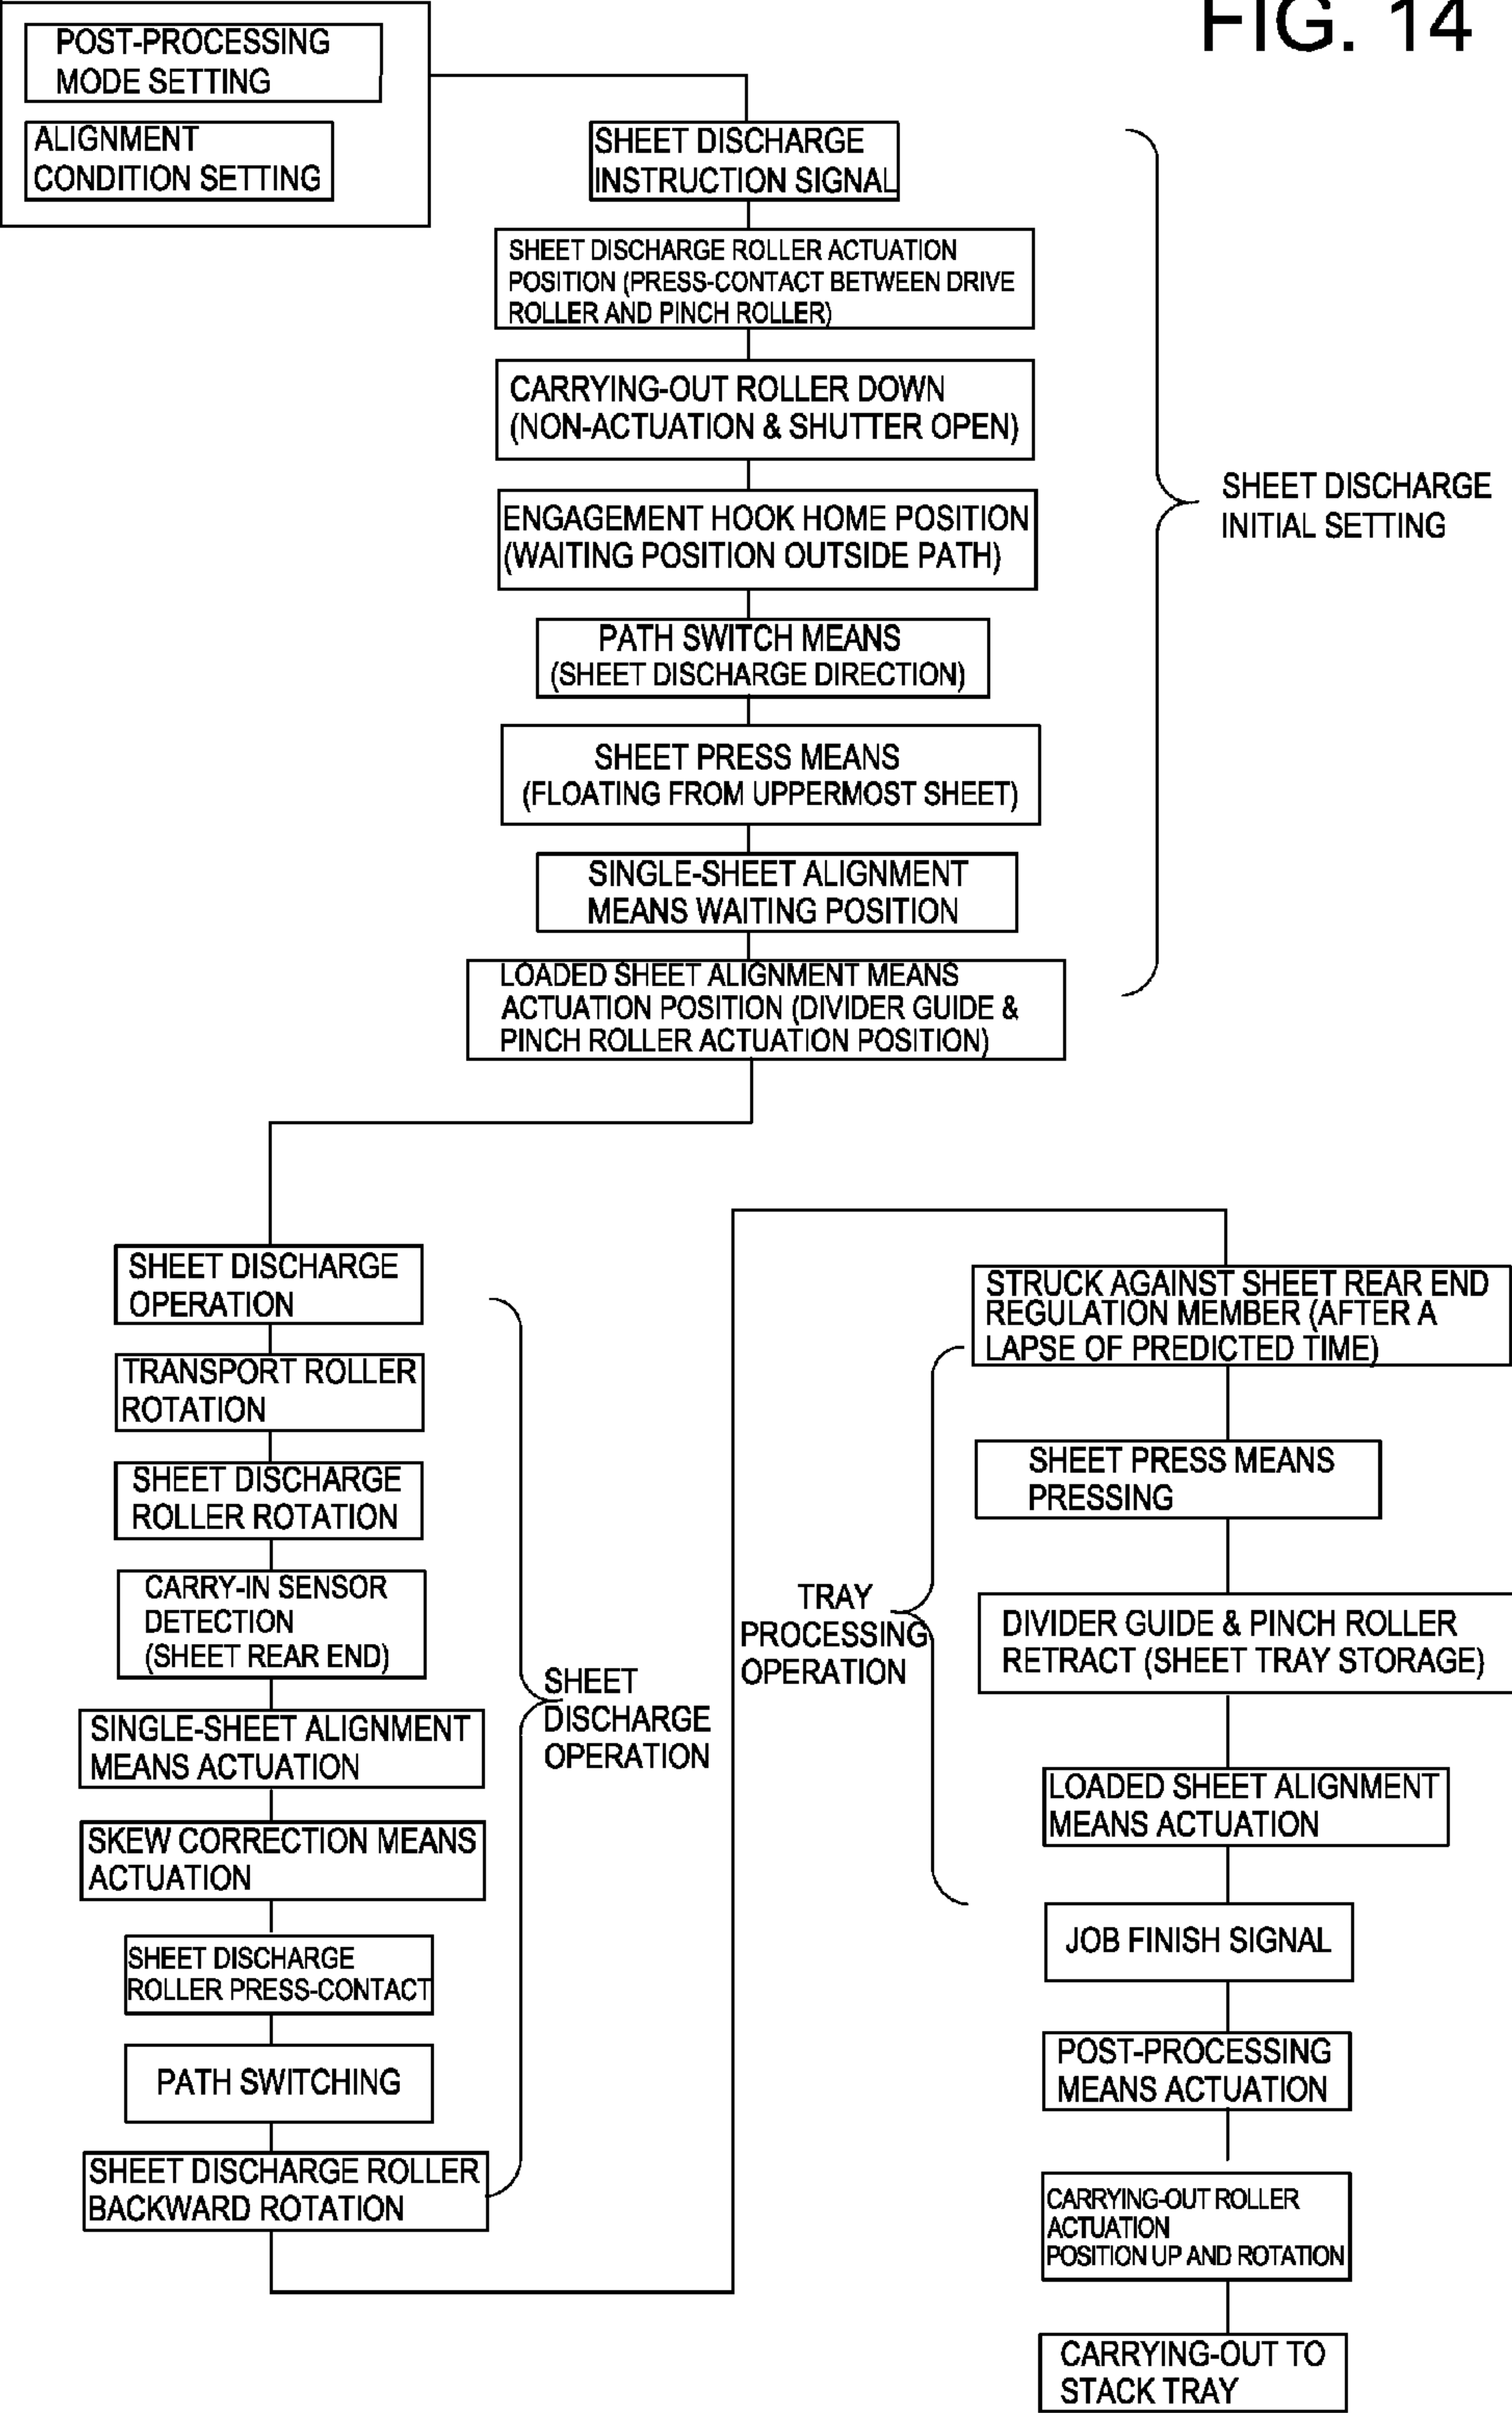 FIG. 14
POST-PROCESSING
MODE SETTING
ALIGNMENT
CONDITION SETTING
SHEET DISCHARGE
INSTRUCTION SIGNAL
SHEET DISCHARGE ROLLER ACTUATION
POSITION (PRESS-CONTACT BETWEEN DRIVE
ROLLER AND PINCH ROLLER)
CARRYING-OUT ROLLER DOWN
(NON-ACTUATION & SHUTTER OPEN)
ENGAGEMENT HOOK HOME POSITION
(WAITING POSITION OUTSIDE PATH)
PATH SWITCH MEANS
(SHEET DISCHARGE DIRECTION)
SHEET PRESS MEANS
(FLOATING FROM UPPERMOST SHEET)
SINGLE-SHEET ALIGNMENT
MEANS WAITING POSITION
LOADED SHEET ALIGNMENT MEANS
ACTUATION POSITION (DIVIDER GUIDE &
PINCH ROLLER ACTUATION POSITION)
SHEET DISCHARGE
INITIAL SETTING
SHEET DISCHARGE
OPERATION
TRANSPORT ROLLER
ROTATION
SHEET DISCHARGE
ROLLER ROTATION
CARRY-IN SENSOR
DETECTION
(SHEET REAR END)
SINGLE-SHEET ALIGNMENT
MEANS ACTUATION
SKEW CORRECTION MEANS
ACTUATION
SHEET DISCHARGE
ROLLER PRESS-CONTACT
PATH SWITCHING
SHEET DISCHARGE ROLLER
BACKWARD ROTATION
SHEET
DISCHARGE
OPERATION
STRUCK AGAINST SHEET REAR END
REGULATION MEMBER (AFTER A
LAPSE OF PREDICTED TIME)
SHEET PRESS MEANS
PRESSING
DIVIDER GUIDE & PINCH ROLLER
RETRACT (SHEET TRAY STORAGE)
LOADED SHEET ALIGNMENT
MEANS ACTUATION
TRAY
PROCESSING
OPERATION
JOB FINISH SIGNAL
POST-PROCESSING
MEANS ACTUATION
CARRYING-OUT ROLLER
ACTUATION
POSITION UP AND ROTATION
CARRYING-OUT TO
STACK TRAY